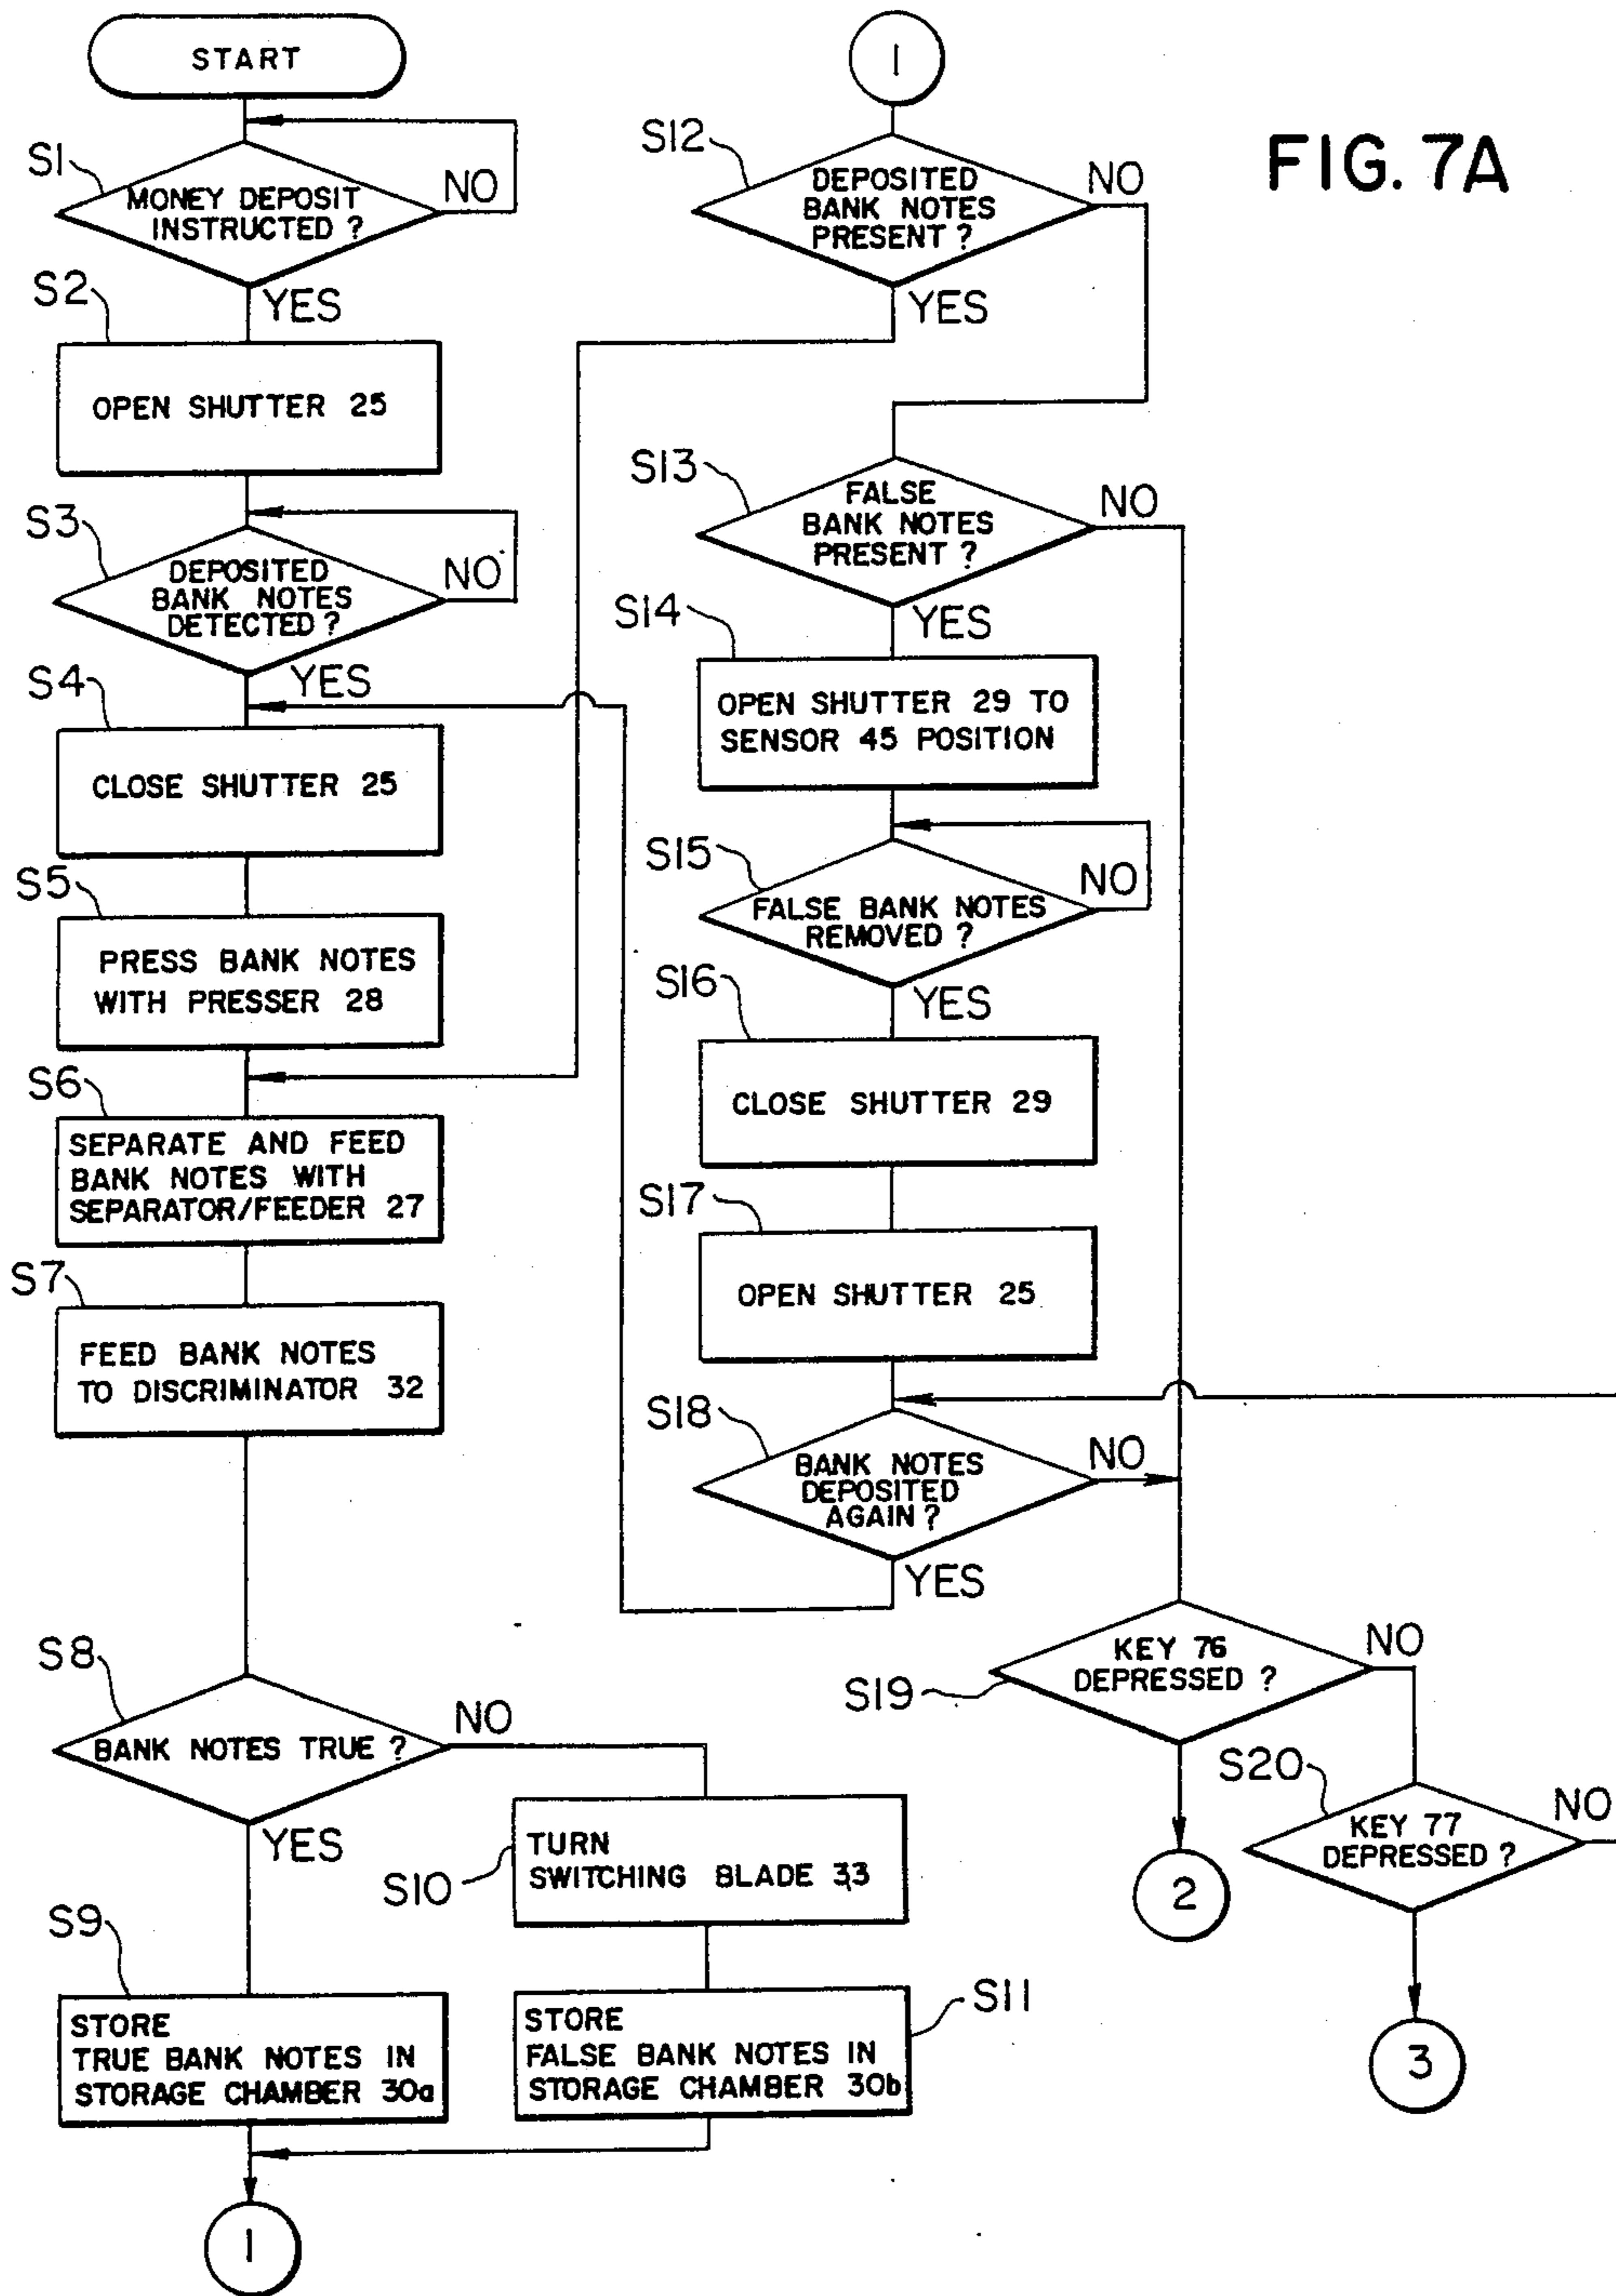 FIG. 7A
START
S1
MONEY DEPOSIT
INSTRUCTED ?
NO
YES
S2
OPEN SHUTTER 25
S3
DEPOSITED
BANK NOTES
DETECTED ?
NO
YES
S4
CLOSE SHUTTER 25
S5
PRESS BANK NOTES
WITH PRESSER 28
S6
SEPARATE AND FEED
BANK NOTES WITH
SEPARATOR/FEEDER 27
S7
FEED BANK NOTES
TO DISCRIMINATOR 32
S8
BANK NOTES TRUE ?
NO
YES
S10
TURN
SWITCHING BLADE 33
S9
STORE
TRUE BANK NOTES IN
STORAGE CHAMBER 30a
S11
STORE
FALSE BANK NOTES IN
STORAGE CHAMBER 30b
1
1
S12
DEPOSITED
BANK NOTES
PRESENT ?
NO
YES
S13
FALSE
BANK NOTES
PRESENT ?
NO
YES
S14
OPEN SHUTTER 29 TO
SENSOR 45 POSITION
S15
FALSE BANK NOTES
REMOVED ?
NO
YES
S16
CLOSE SHUTTER 29
S17
OPEN SHUTTER 25
S18
BANK NOTES
DEPOSITED
AGAIN ?
NO
YES
S19
KEY 76
DEPRESSED ?
NO
2
S20
KEY 77
DEPRESSED ?
NO
3